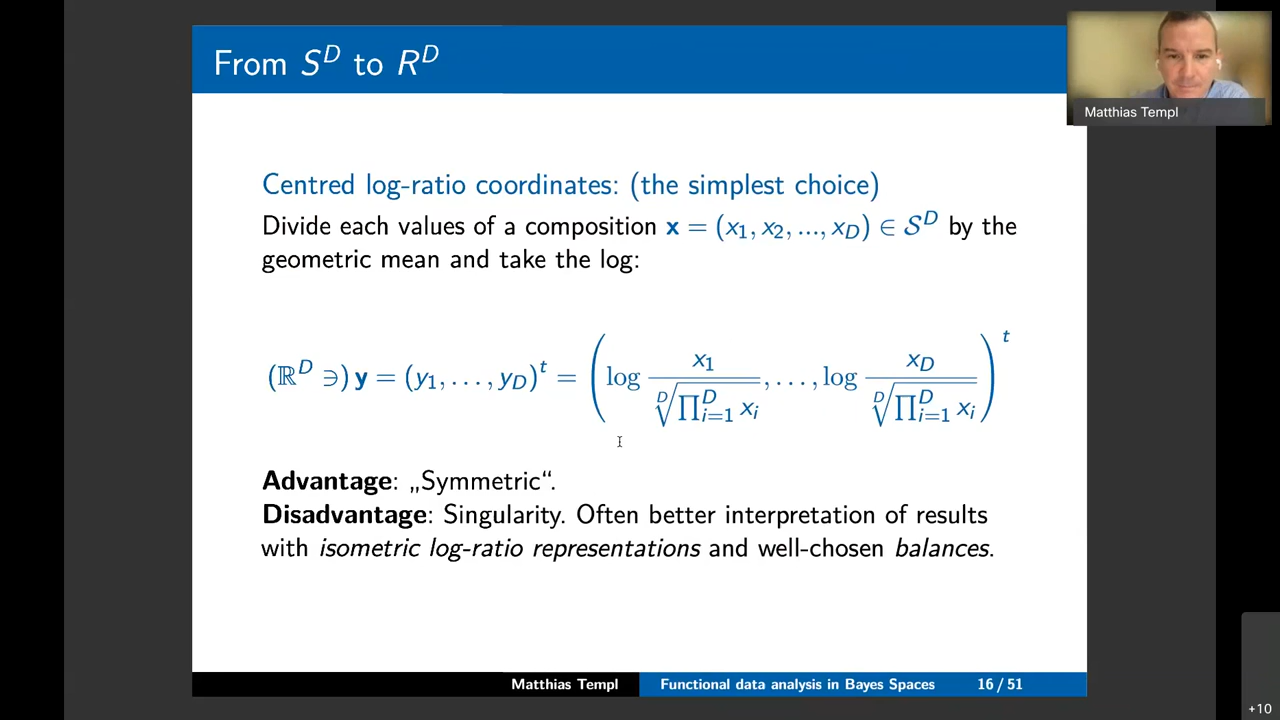 From S^D to R^D
Matthias Templ
Centred log-ratio coordinates: (the simplest choice)
Divide each values of a composition x = (x_1, x_2, ..., x_D) ∈ 𝒮^D by the
geometric mean and take the log:
(ℝ^D ∋) y = (y_1, . . . , y_D)^t = ( log x_1 / \sqrt[D]{∏_{i=1}^D x_i} , . . . , log x_D / \sqrt[D]{∏_{i=1}^D x_i} )^t
Advantage: „Symmetric“.
Disadvantage: Singularity. Often better interpretation of results
with isometric log-ratio representations and well-chosen balances.
Matthias Templ Functional data analysis in Bayes Spaces 16 / 51
+10